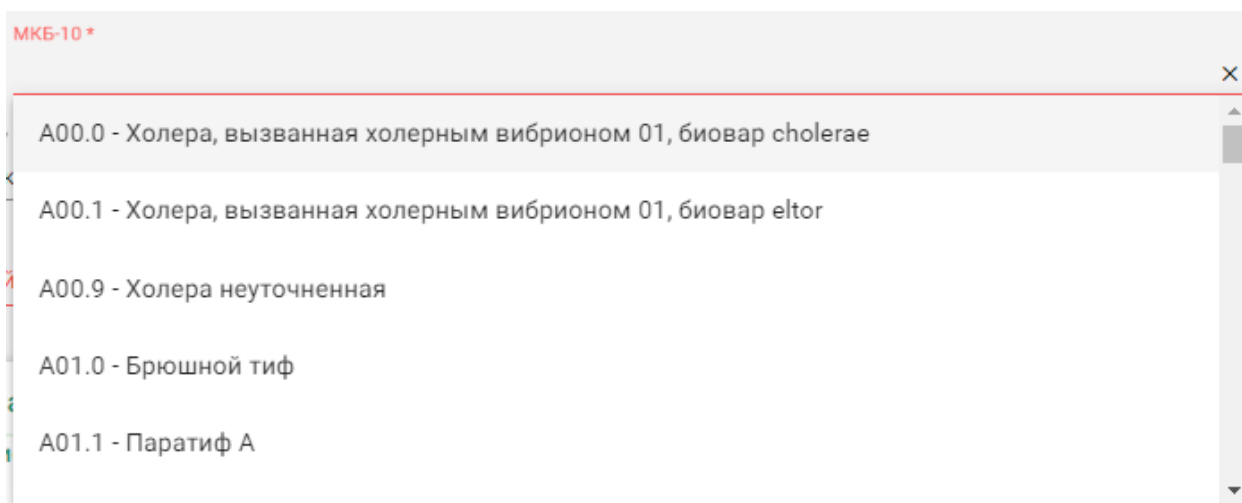 МКБ-10 *
A00.0 - Холера, вызванная холерным вибрионом 01, биовар cholerae
A00.1 - Холера, вызванная холерным вибрионом 01, биовар eltor
A00.9 - Холера неуточненная
A01.0 - Брюшной тиф
A01.1 - Паратиф A